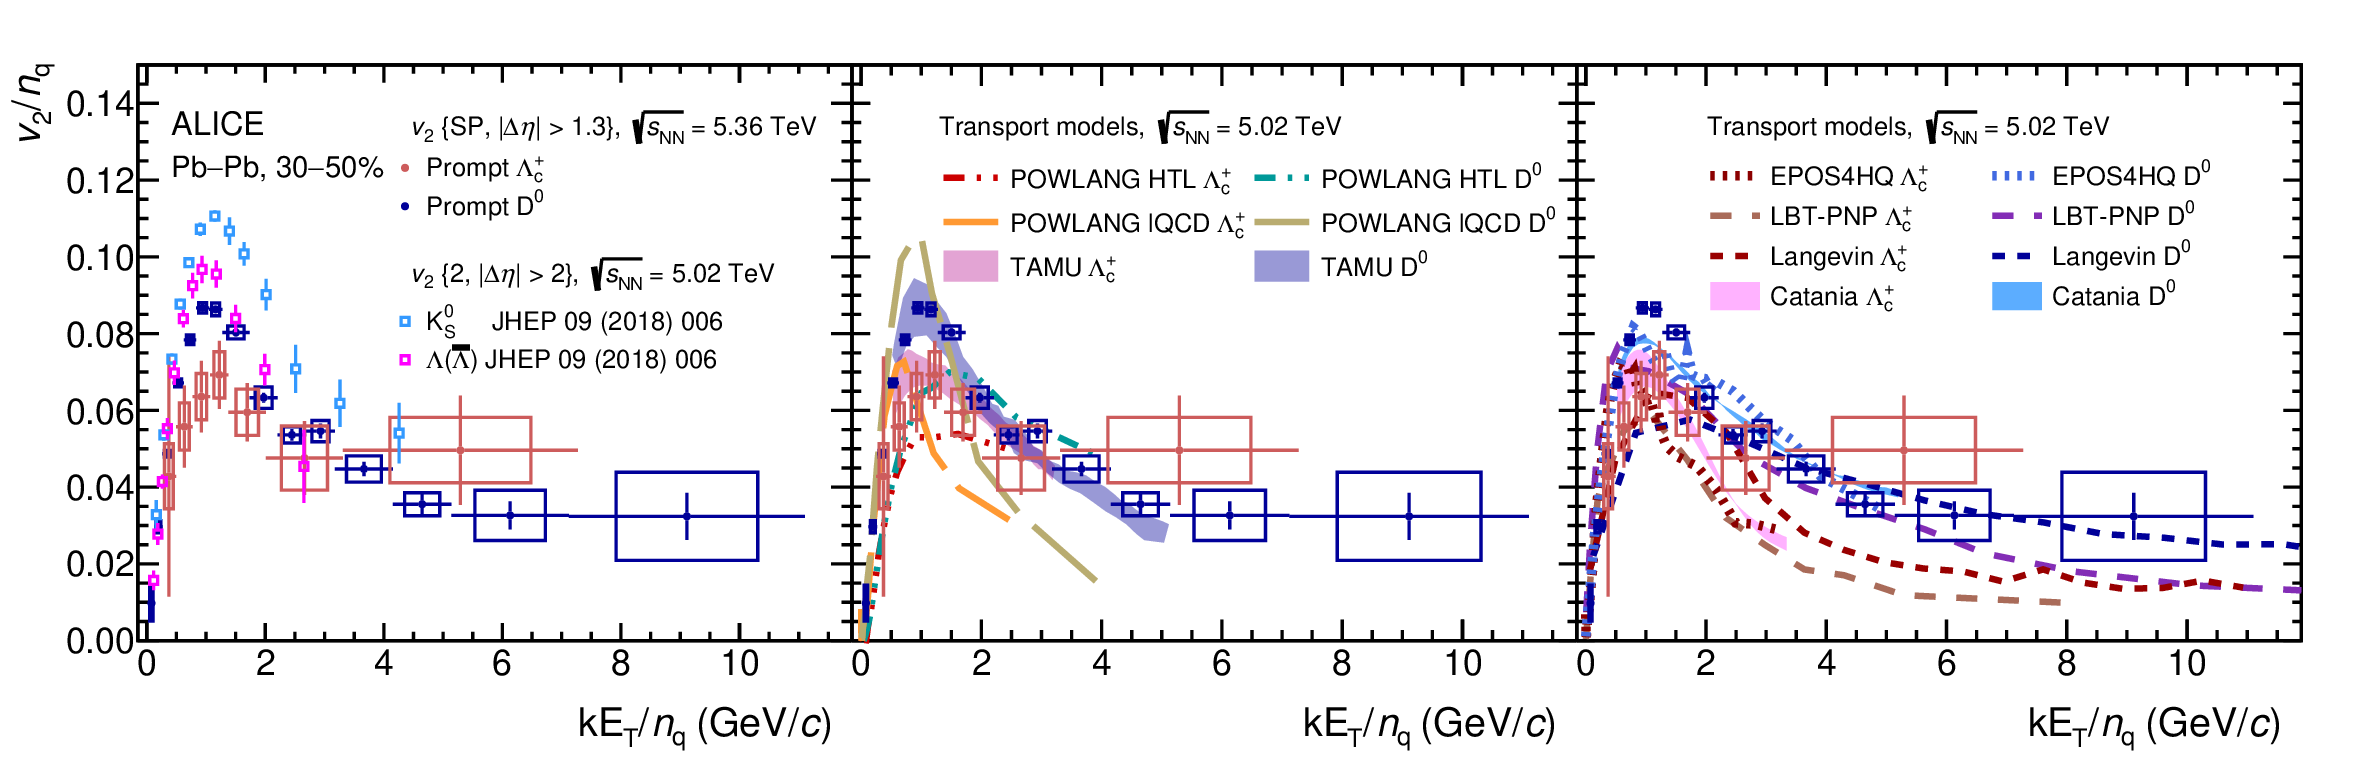 v2/nq
0.14
0.12
0.10
0.08
0.06
0.04
0.02
0.00
ALICE
Pb–Pb, 30–50%
v2 {SP, |Δη| > 1.3}, √sNN = 5.36 TeV
Prompt Λc+
Prompt D0
v2 {2, |Δη| > 2}, √sNN = 5.02 TeV
KS0 JHEP 09 (2018) 006
Λ(Λ̅) JHEP 09 (2018) 006
0 2 4 6 8 10
kET/nq (GeV/c)
Transport models, √sNN = 5.02 TeV
POWLANG HTL Λc+ POWLANG HTL D0
POWLANG lQCD Λc+ POWLANG lQCD D0
TAMU Λc+ TAMU D0
0 2 4 6 8 10
kET/nq (GeV/c)
Transport models, √sNN = 5.02 TeV
EPOS4HQ Λc+ EPOS4HQ D0
LBT-PNP Λc+ LBT-PNP D0
Langevin Λc+ Langevin D0
Catania Λc+ Catania D0
0 2 4 6 8 10
kET/nq (GeV/c)